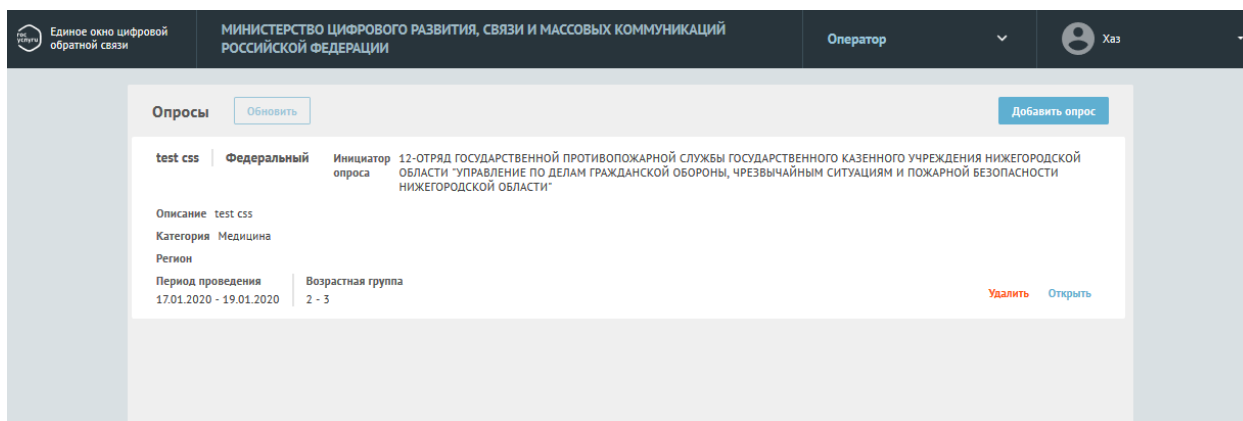 гос услуги
Единое окно цифровой
обратной связи
МИНИСТЕРСТВО ЦИФРОВОГО РАЗВИТИЯ, СВЯЗИ И МАССОВЫХ КОММУНИКАЦИЙ
РОССИЙСКОЙ ФЕДЕРАЦИИ
Оператор
Хаз
Опросы
Обновить
Добавить опрос
test css
Федеральный
Инициатор
опроса
12-ОТРЯД ГОСУДАРСТВЕННОЙ ПРОТИВОПОЖАРНОЙ СЛУЖБЫ ГОСУДАРСТВЕННОГО КАЗЕННОГО УЧРЕЖДЕНИЯ НИЖЕГОРОДСКОЙ
ОБЛАСТИ "УПРАВЛЕНИЕ ПО ДЕЛАМ ГРАЖДАНСКОЙ ОБОРОНЫ, ЧРЕЗВЫЧАЙНЫМ СИТУАЦИЯМ И ПОЖАРНОЙ БЕЗОПАСНОСТИ
НИЖЕГОРОДСКОЙ ОБЛАСТИ"
Описание test css
Категория Медицина
Регион
Период проведения
17.01.2020 - 19.01.2020
Возрастная группа
2 - 3
Удалить
Открыть